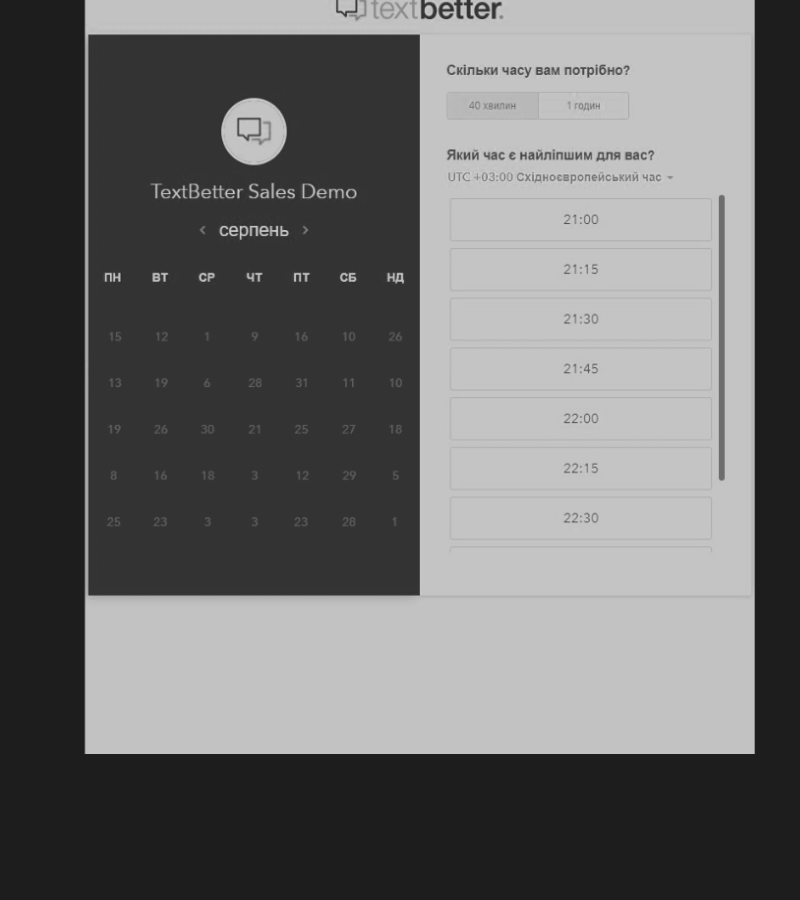 textbetter.
TextBetter Sales Demo
‹ серпень ›
ПН ВТ СР ЧТ ПТ СБ НД
15 12 1 9 16 10 26
13 19 6 28 31 11 10
19 26 30 21 25 27 18
8 16 18 3 12 29 5
25 23 3 3 23 28 1
Скільки часу вам потрібно?
40 хвилин 1 годин
Який час є найліпшим для вас?
UTC +03:00 Східноєвропейський час
21:00
21:15
21:30
21:45
22:00
22:15
22:30